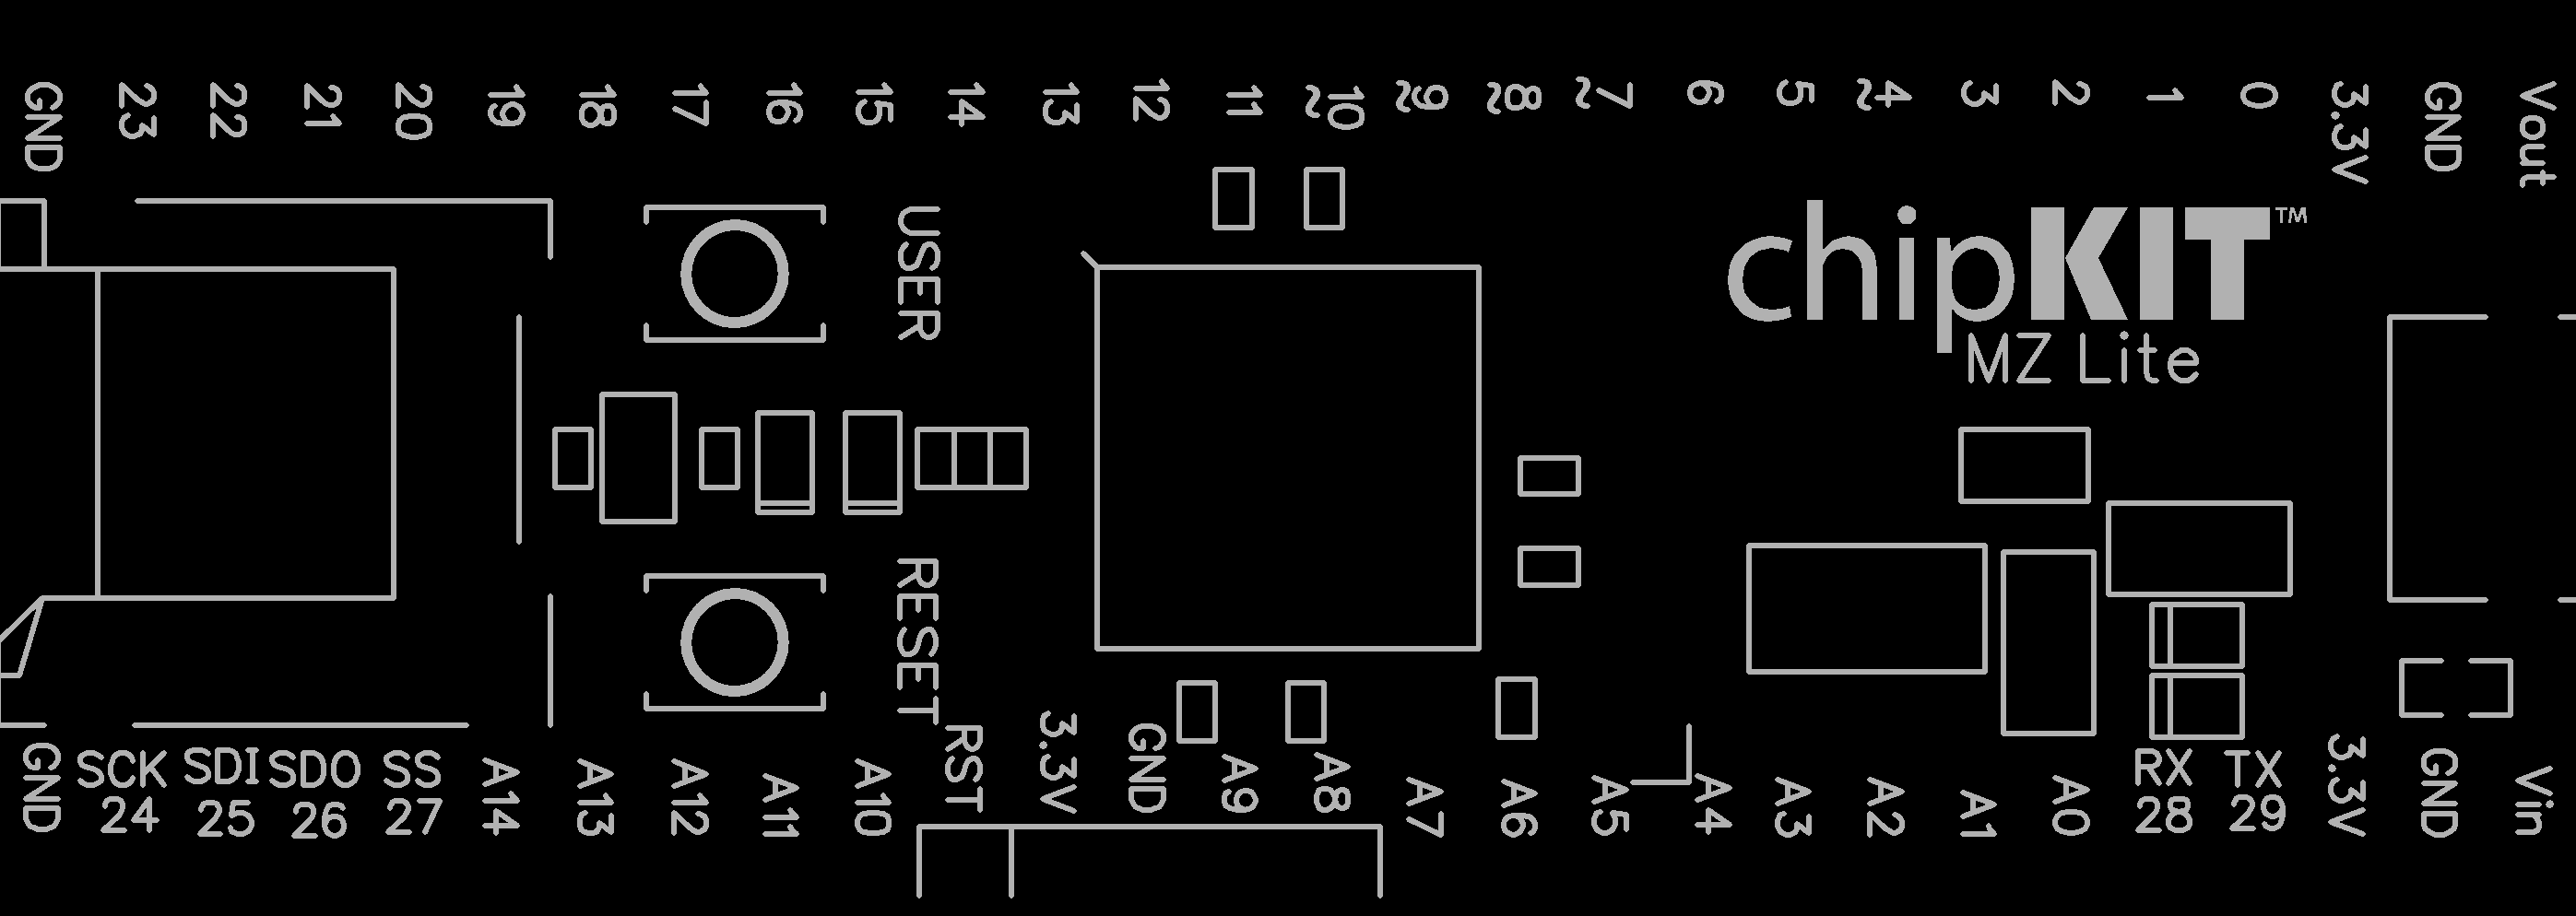 GND
23
22
21
20
19
18
17
16
15
14
13
12
11
~10
~9
~8
~7
6
5
~4
3
2
1
0
3.3V
GND
Vout
USER
chipKIT™
MZ Lite
RESET
GND
SCK
24
SDI
25
SDO
26
SS
27
A14
A13
A12
A11
A10
RST
3.3V
GND
A9
A8
A7
A6
A5
A4
A3
A2
A1
A0
RX
28
TX
29
3.3V
GND
Vin